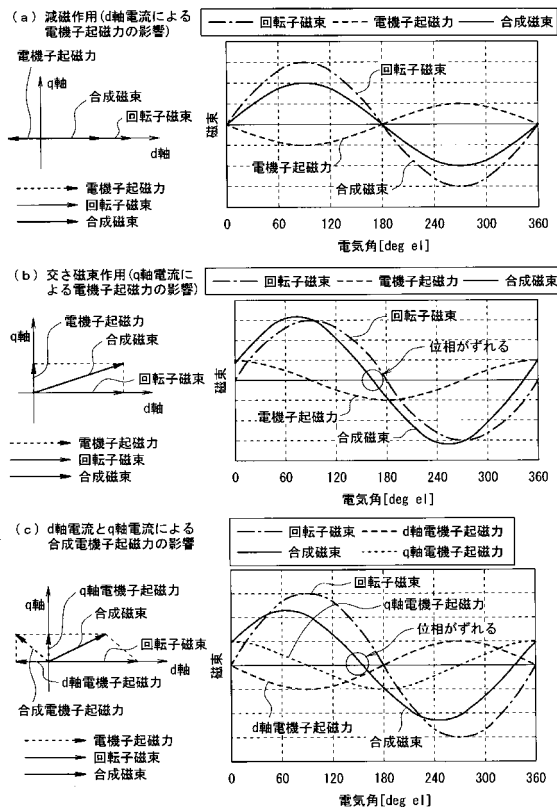 (a) 減磁作用(d軸電流による
電機子起磁力の影響)
電機子起磁力
q軸
合成磁束
回転子磁束
d軸
電機子起磁力
回転子磁束
合成磁束
回転子磁束 電機子起磁力 合成磁束
磁束
回転子磁束
電機子起磁力
合成磁束
0 60 120 180 240 300 360
電気角[deg el]
(b) 交さ磁束作用(q軸電流に
よる電機子起磁力の影響)
q軸
電機子起磁力
合成磁束
回転子磁束
d軸
電機子起磁力
回転子磁束
合成磁束
回転子磁束 電機子起磁力 合成磁束
磁束
回転子磁束
位相がずれる
電機子起磁力
合成磁束
0 60 120 180 240 300 360
電気角[deg el]
(c) d軸電流とq軸電流による
合成電機子起磁力の影響
q軸
q軸電機子起磁力
合成磁束
回転子磁束
d軸
d軸電機子起磁力
合成電機子起磁力
電機子起磁力
回転子磁束
合成磁束
回転子磁束 d軸電機子起磁力
合成磁束 q軸電機子起磁力
磁束
回転子磁束
q軸電機子起磁力
位相がずれる
d軸電機子起磁力
合成磁束
0 60 120 180 240 300 360
電気角[deg el]